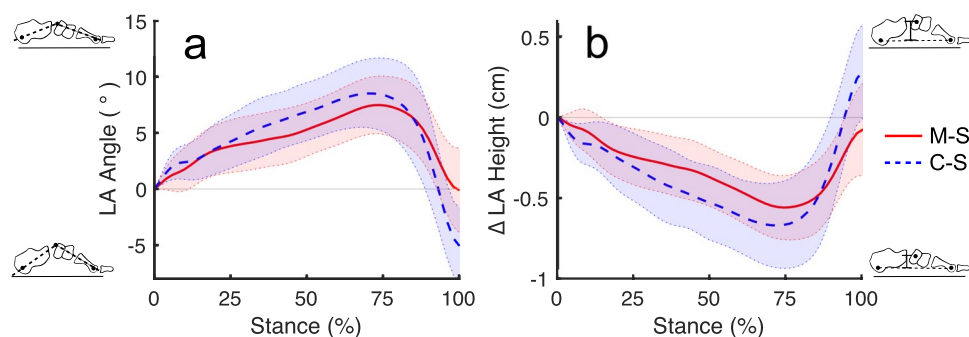 a
15
10
5
0
-5
LA Angle (°)
0 25 50 75 100
Stance (%)
b
0.5
0
-0.5
-1
Δ LA Height (cm)
0 25 50 75 100
Stance (%)
M-S
C-S